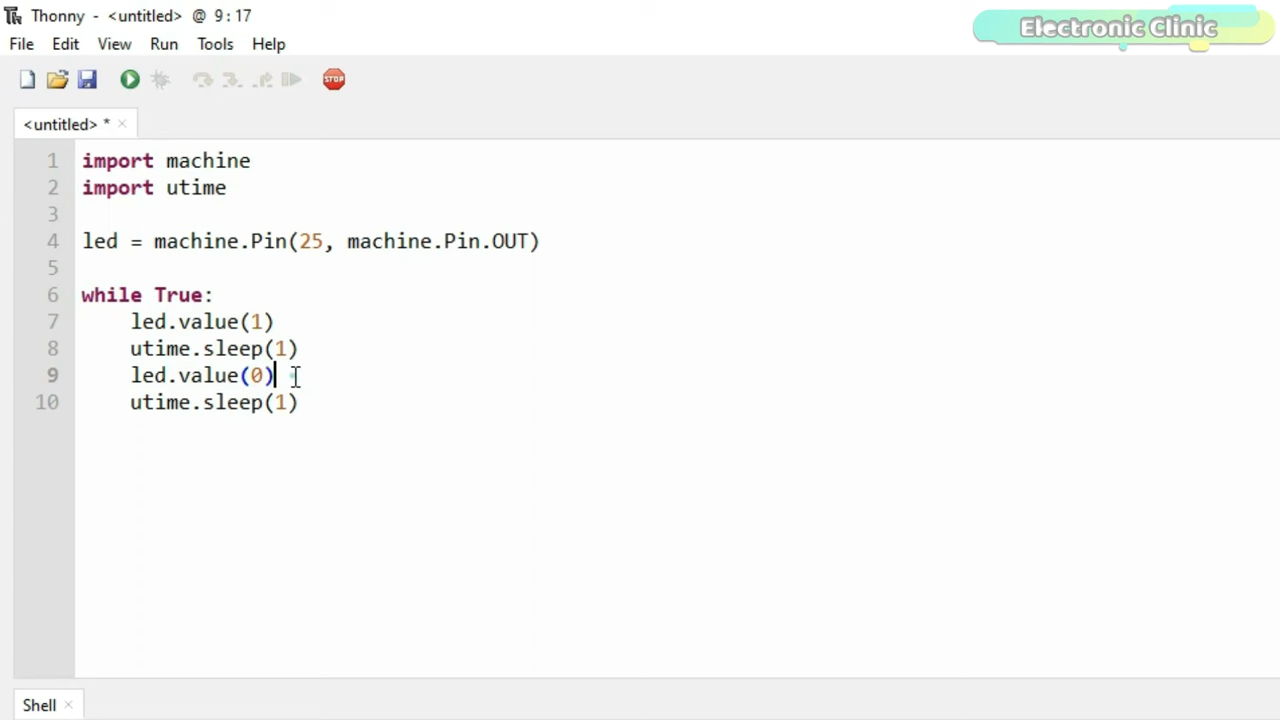 Thonny - <untitled> @ 9:17
Electronic Clinic
File Edit View Run Tools Help
STOP
<untitled> *
1 import machine
2 import utime
3
4 led = machine.Pin(25, machine.Pin.OUT)
5
6 while True:
7     led.value(1)
8     utime.sleep(1)
9     led.value(0)
10     utime.sleep(1)
Shell